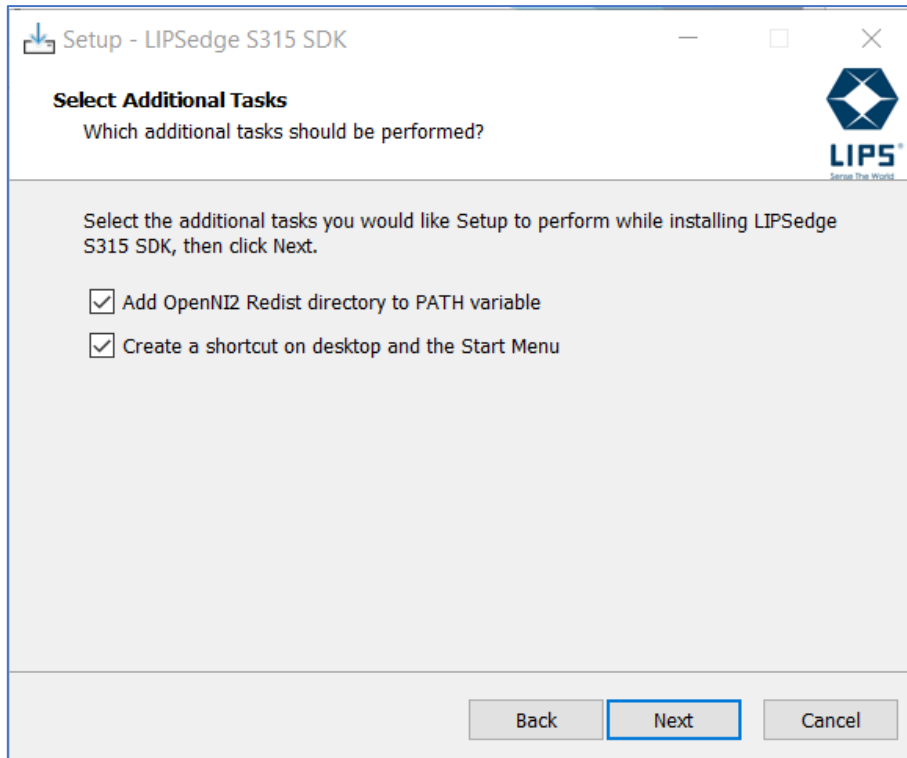 Setup - LIPSedge S315 SDK
Select Additional Tasks
Which additional tasks should be performed?
LIPS®
Sense The World
Select the additional tasks you would like Setup to perform while installing LIPSedge
S315 SDK, then click Next.
Add OpenNI2 Redist directory to PATH variable
Create a shortcut on desktop and the Start Menu
Back
Next
Cancel